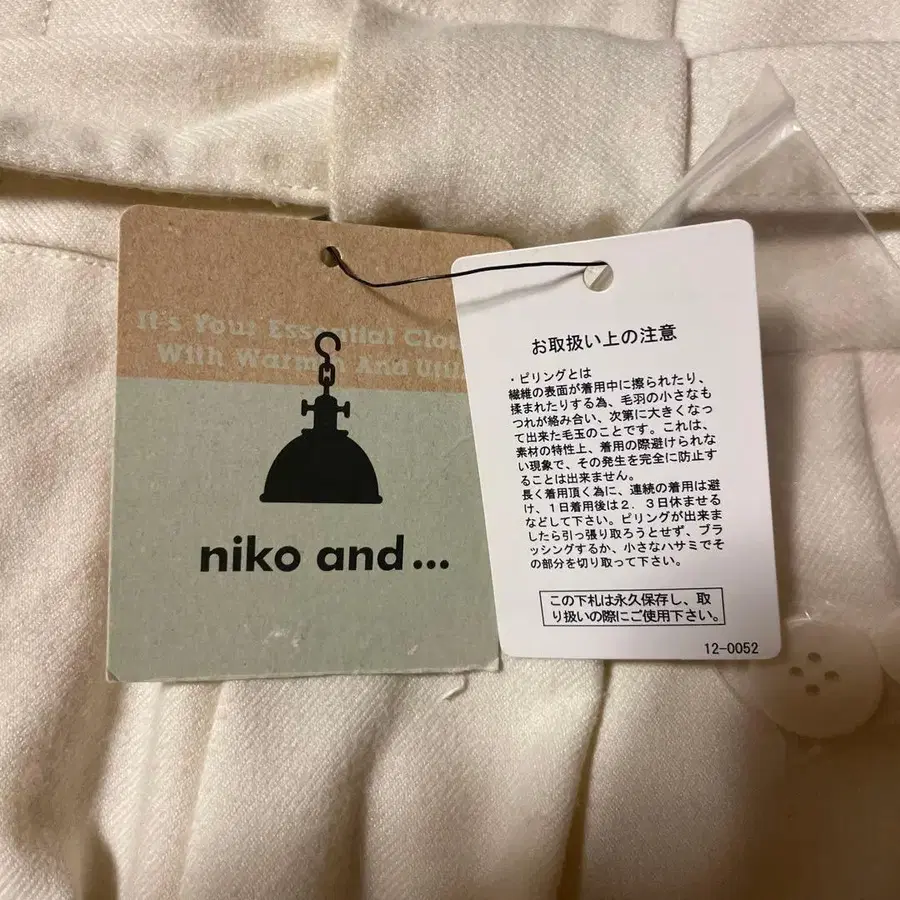 It's Your Essential Clo
With Warm And Util
niko and...
お取扱い上の注意
・ピリングとは
繊維の表面が着用中に擦られたり、
揉まれたりする為、毛羽の小さなも
つれが絡み合い、次第に大きくなっ
て出来た毛玉のことです。これは、
素材の特性上、着用の際避けられな
い現象で、その発生を完全に防止す
ることは出来ません。
長く着用頂く為に、連続の着用は避
け、1日着用後は2．3日休ませる
などして下さい。ピリングが出来ま
したら引っ張り取ろうとせず、ブラ
ッシングするか、小さなハサミでそ
の部分を切り取って下さい。
この下札は永久保存し、取
り扱いの際にご使用下さい。
12-0052